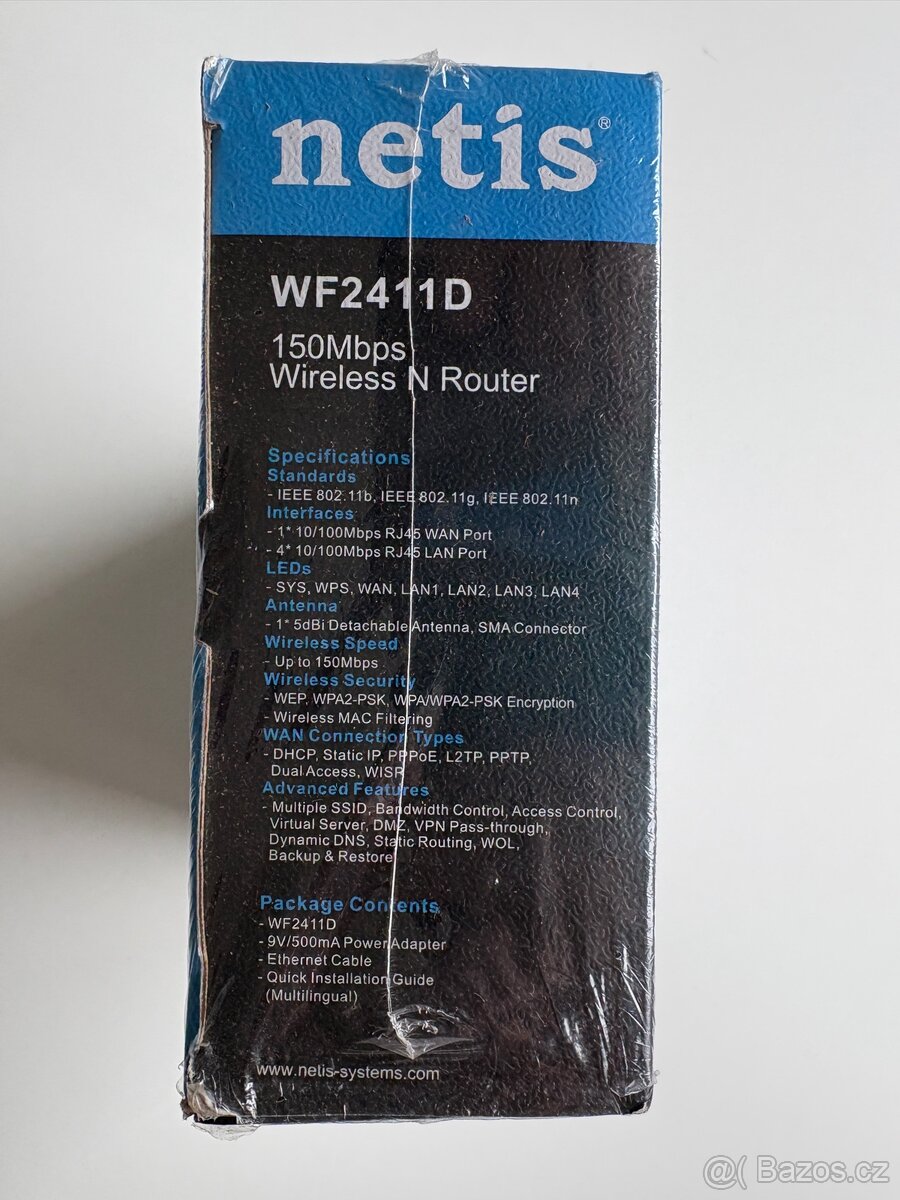 netis®
WF2411D
150Mbps
Wireless N Router
Specifications
Standards
- IEEE 802.11b, IEEE 802.11g, IEEE 802.11n
Interfaces
- 1* 10/100Mbps RJ45 WAN Port
- 4* 10/100Mbps RJ45 LAN Port
LEDs
- SYS, WPS, WAN, LAN1, LAN2, LAN3, LAN4
Antenna
- 1* 5dBi Detachable Antenna, SMA Connector
Wireless Speed
- Up to 150Mbps
Wireless Security
- WEP, WPA2-PSK, WPA/WPA2-PSK Encryption
- Wireless MAC Filtering
WAN Connection Types
- DHCP, Static IP, PPPoE, L2TP, PPTP,
Dual Access, WISP
Advanced Features
- Multiple SSID, Bandwidth Control, Access Control,
Virtual Server, DMZ, VPN Pass-through,
Dynamic DNS, Static Routing, WOL,
Backup & Restore
Package Contents
- WF2411D
- 9V/500mA Power Adapter
- Ethernet Cable
- Quick Installation Guide
(Multilingual)
www.netis-systems.com
@( Bazos.cz